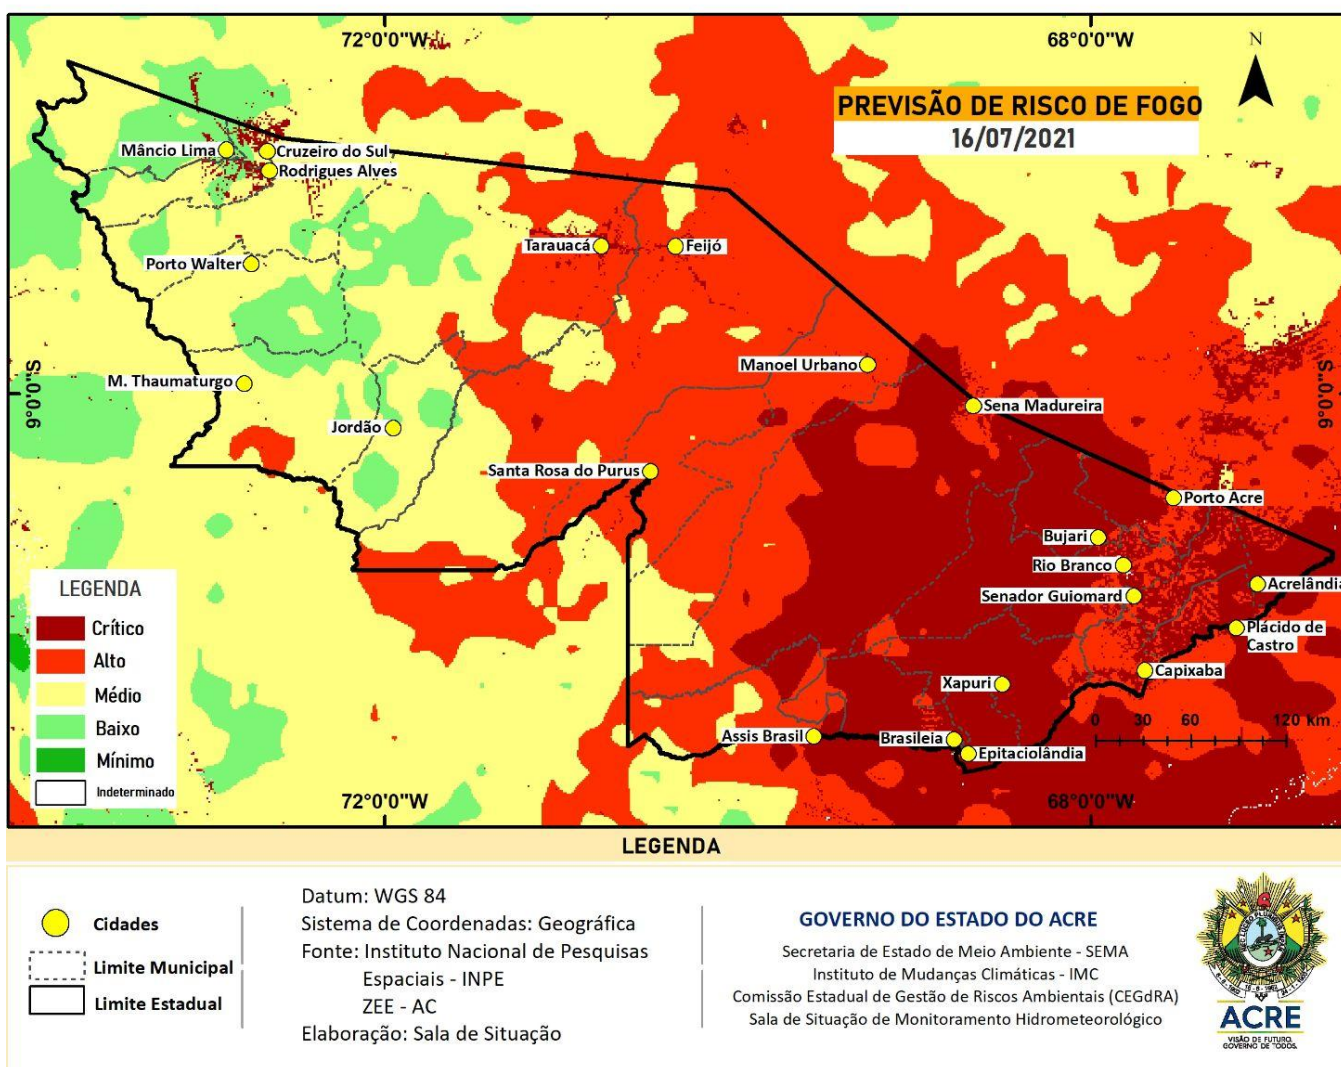 72°0'0"W
68°0'0"W
N
PREVISÃO DE RISCO DE FOGO
16/07/2021
Mâncio Lima
Cruzeiro do Sul
Rodrigues Alves
Tarauacá
Feijó
Porto Walter
Manoel Urbano
9°0'0"S
9°0'0"S
M. Thaumaturgo
Sena Madureira
Jordão
Santa Rosa do Purus
Porto Acre
Bujari
Rio Branco
Acrelândia
Senador Guiomard
Plácido de
Castro
Capixaba
Xapuri
Assis Brasil
Brasileia
Epitaciolândia
0 30 60 120 km
LEGENDA
Crítico
Alto
Médio
Baixo
Mínimo
Indeterminado
72°0'0"W
68°0'0"W
LEGENDA
Cidades
Limite Municipal
Limite Estadual
Datum: WGS 84
Sistema de Coordenadas: Geográfica
Fonte: Instituto Nacional de Pesquisas
Espaciais - INPE
ZEE - AC
Elaboração: Sala de Situação
GOVERNO DO ESTADO DO ACRE
Secretaria de Estado de Meio Ambiente - SEMA
Instituto de Mudanças Climáticas - IMC
Comissão Estadual de Gestão de Riscos Ambientais (CEGdRA)
Sala de Situação de Monitoramento Hidrometeorológico
ACRE
VISÃO DE FUTURO.
GOVERNO DE TODOS.